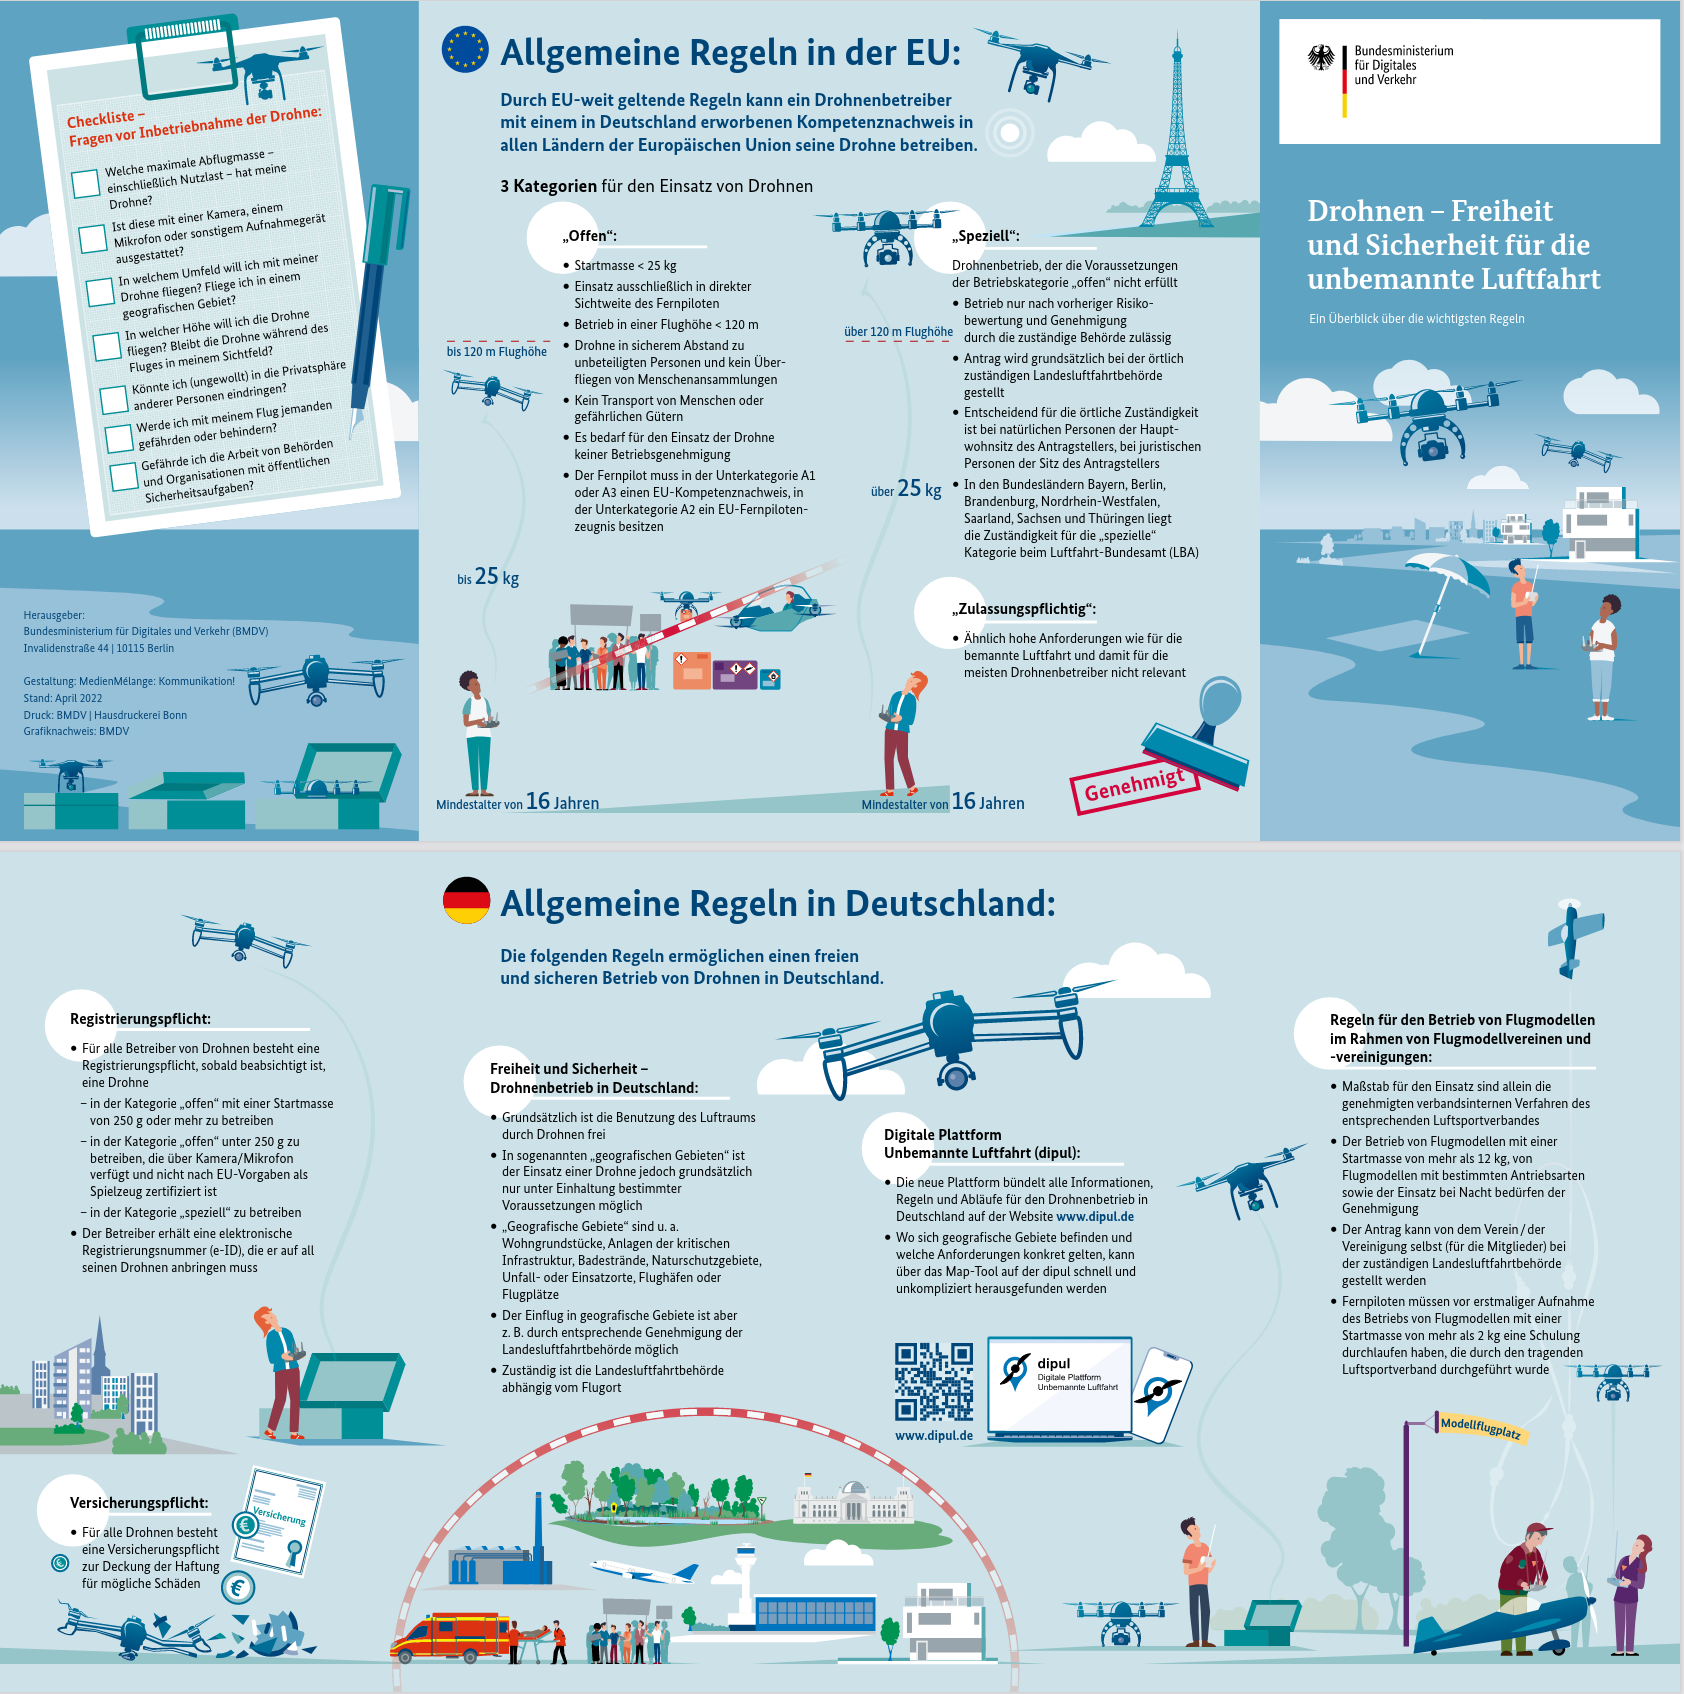 Checkliste –
Fragen vor Inbetriebnahme der Drohne:
Welche maximale Abflugmasse –
einschließlich Nutzlast – hat meine
Drohne?
Ist diese mit einer Kamera, einem
Mikrofon oder sonstigem Aufnahmegerät
ausgestattet?
In welchem Umfeld will ich mit meiner
Drohne fliegen? Fliege ich in einem
geografischen Gebiet?
In welcher Höhe will ich die Drohne
fliegen? Bleibt die Drohne während des
Fluges in meinem Sichtfeld?
Könnte ich (ungewollt) in die Privatsphäre
anderer Personen eindringen?
Werde ich mit meinem Flug jemanden
gefährden oder behindern?
Gefährde ich die Arbeit von Behörden
und Organisationen mit öffentlichen
Sicherheitsaufgaben?
Herausgeber:
Bundesministerium für Digitales und Verkehr (BMDV)
Invalidenstraße 44 | 10115 Berlin
Gestaltung: MedienMélange: Kommunikation!
Stand: April 2022
Druck: BMDV | Hausdruckerei Bonn
Grafiknachweis: BMDV
Allgemeine Regeln in der EU:
Durch EU-weit geltende Regeln kann ein Drohnenbetreiber
mit einem in Deutschland erworbenen Kompetenznachweis in
allen Ländern der Europäischen Union seine Drohne betreiben.
3 Kategorien für den Einsatz von Drohnen
„Offen“:
• Startmasse < 25 kg
• Einsatz ausschließlich in direkter
Sichtweite des Fernpiloten
• Betrieb in einer Flughöhe < 120 m
• Drohne in sicherem Abstand zu
unbeteiligten Personen und kein Über-
fliegen von Menschenansammlungen
• Kein Transport von Menschen oder
gefährlichen Gütern
• Es bedarf für den Einsatz der Drohne
keiner Betriebsgenehmigung
• Der Fernpilot muss in der Unterkategorie A1
oder A3 einen EU-Kompetenznachweis, in
der Unterkategorie A2 ein EU-Fernpiloten-
zeugnis besitzen
bis 120 m Flughöhe
bis 25 kg
Mindestalter von 16 Jahren
„Speziell“:
Drohnenbetrieb, der die Voraussetzungen
der Betriebskategorie „offen“ nicht erfüllt
• Betrieb nur nach vorheriger Risiko-
bewertung und Genehmigung
durch die zuständige Behörde zulässig
• Antrag wird grundsätzlich bei der örtlich
zuständigen Landesluftfahrtbehörde
gestellt
• Entscheidend für die örtliche Zuständigkeit
ist bei natürlichen Personen der Haupt-
wohnsitz des Antragstellers, bei juristischen
Personen der Sitz des Antragstellers
• In den Bundesländern Bayern, Berlin,
Brandenburg, Nordrhein-Westfalen,
Saarland, Sachsen und Thüringen liegt
die Zuständigkeit für die „spezielle“
Kategorie beim Luftfahrt-Bundesamt (LBA)
über 120 m Flughöhe
über 25 kg
„Zulassungspflichtig“:
• Ähnlich hohe Anforderungen wie für die
bemannte Luftfahrt und damit für die
meisten Drohnenbetreiber nicht relevant
Genehmigt
Mindestalter von 16 Jahren
Bundesministerium
für Digitales
und Verkehr
Drohnen – Freiheit
und Sicherheit für die
unbemannte Luftfahrt
Ein Überblick über die wichtigsten Regeln
Allgemeine Regeln in Deutschland:
Die folgenden Regeln ermöglichen einen freien
und sicheren Betrieb von Drohnen in Deutschland.
Registrierungspflicht:
• Für alle Betreiber von Drohnen besteht eine
Registrierungspflicht, sobald beabsichtigt ist,
eine Drohne
– in der Kategorie „offen“ mit einer Startmasse
von 250 g oder mehr zu betreiben
– in der Kategorie „offen“ unter 250 g zu
betreiben, die über Kamera/Mikrofon
verfügt und nicht nach EU-Vorgaben als
Spielzeug zertifiziert ist
– in der Kategorie „speziell“ zu betreiben
• Der Betreiber erhält eine elektronische
Registrierungsnummer (e-ID), die er auf all
seinen Drohnen anbringen muss
Versicherungspflicht:
• Für alle Drohnen besteht
eine Versicherungspflicht
zur Deckung der Haftung
für mögliche Schäden
Versicherung
€
€
€
Freiheit und Sicherheit –
Drohnenbetrieb in Deutschland:
• Grundsätzlich ist die Benutzung des Luftraums
durch Drohnen frei
• In sogenannten „geografischen Gebieten“ ist
der Einsatz einer Drohne jedoch grundsätzlich
nur unter Einhaltung bestimmter
Voraussetzungen möglich
• „Geografische Gebiete“ sind u. a.
Wohngrundstücke, Anlagen der kritischen
Infrastruktur, Badestrände, Naturschutzgebiete,
Unfall- oder Einsatzorte, Flughäfen oder
Flugplätze
• Der Einflug in geografische Gebiete ist aber
z. B. durch entsprechende Genehmigung der
Landesluftfahrtbehörde möglich
• Zuständig ist die Landesluftfahrtbehörde
abhängig vom Flugort
Digitale Plattform
Unbemannte Luftfahrt (dipul):
• Die neue Plattform bündelt alle Informationen,
Regeln und Abläufe für den Drohnenbetrieb in
Deutschland auf der Website www.dipul.de
• Wo sich geografische Gebiete befinden und
welche Anforderungen konkret gelten, kann
über das Map-Tool auf der dipul schnell und
unkompliziert herausgefunden werden
www.dipul.de
dipul
Digitale Plattform
Unbemannte Luftfahrt
Regeln für den Betrieb von Flugmodellen
im Rahmen von Flugmodellvereinen und
-vereinigungen:
• Maßstab für den Einsatz sind allein die
genehmigten verbandsinternen Verfahren des
entsprechenden Luftsportverbandes
• Der Betrieb von Flugmodellen mit einer
Startmasse von mehr als 12 kg, von
Flugmodellen mit bestimmten Antriebsarten
sowie der Einsatz bei Nacht bedürfen der
Genehmigung
• Der Antrag kann von dem Verein / der
Vereinigung selbst (für die Mitglieder) bei
der zuständigen Landesluftfahrtbehörde
gestellt werden
• Fernpiloten müssen vor erstmaliger Aufnahme
des Betriebs von Flugmodellen mit einer
Startmasse von mehr als 2 kg eine Schulung
durchlaufen haben, die durch den tragenden
Luftsportverband durchgeführt wurde
Modellflugplatz